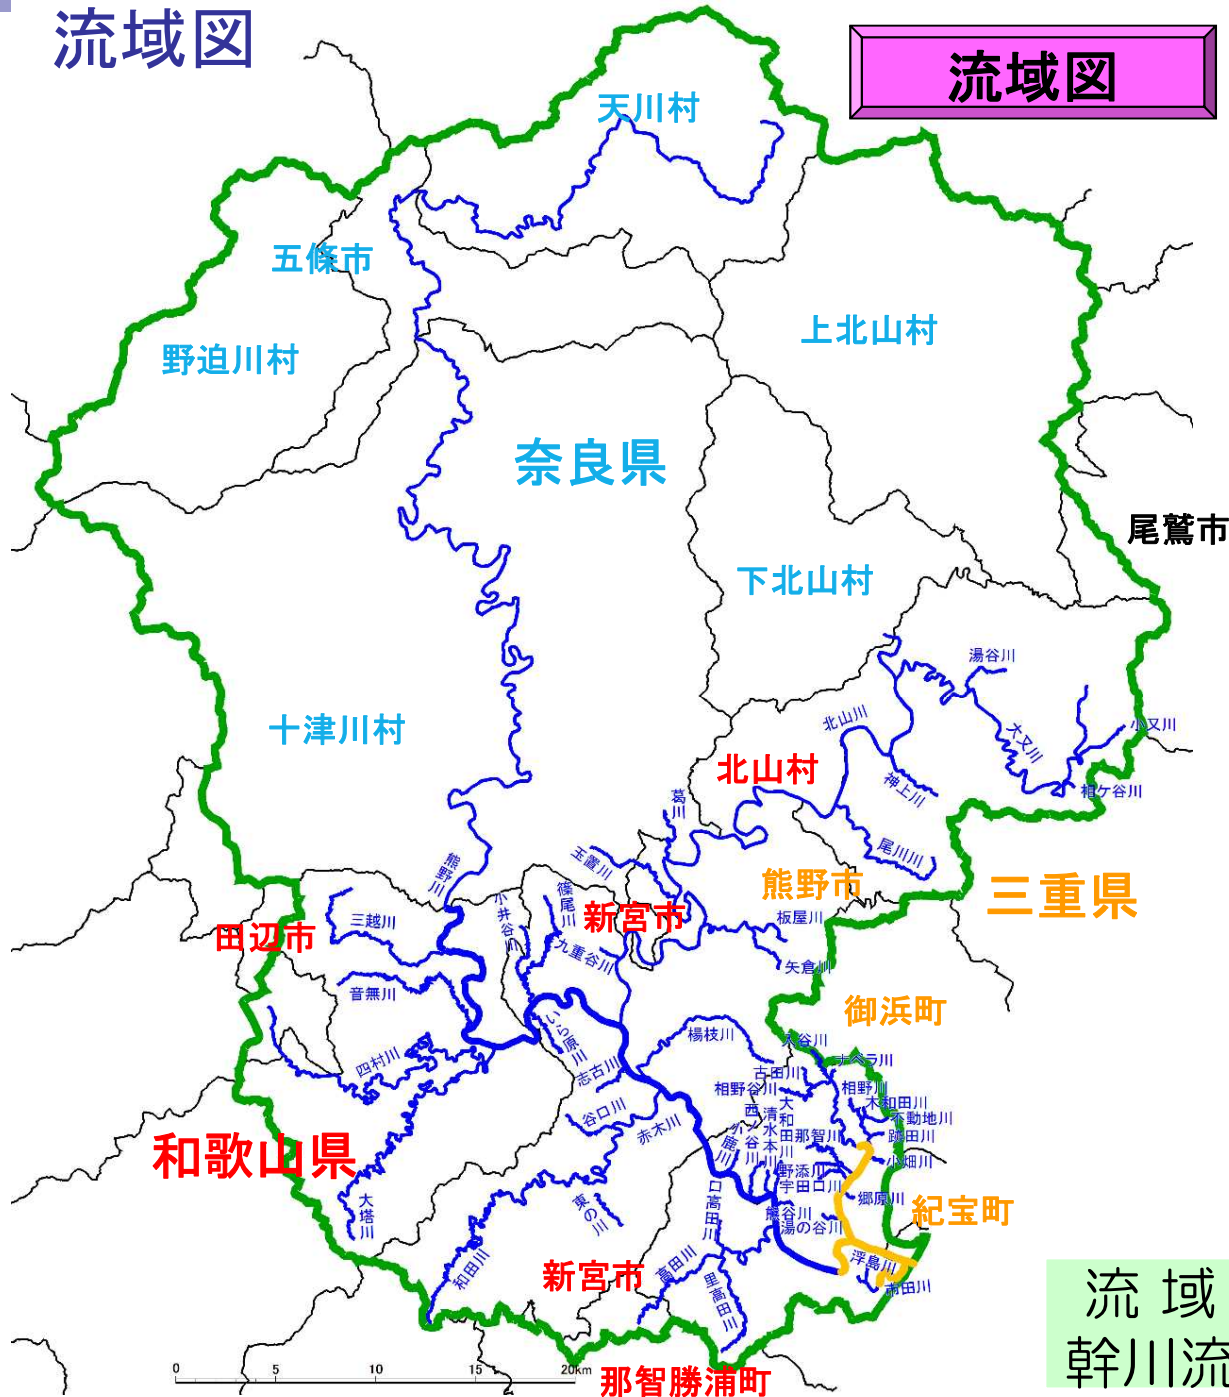 流域図
流域図
天川村
五條市
上北山村
野迫川村
奈良県
尾鷲市
下北山村
湯谷川
十津川村
北山川
大又川
小又川
北山村
神上川
相ケ谷川
葛川
尾川川
玉置川
熊野川
熊野市
三重県
篠尾川
小井谷川
新宮市
板屋川
三越川
田辺市
九重谷川
矢倉川
音無川
御浜町
いら原川
楊枝川
四村川
志古川
古田川
相野谷川
相野川
木和田川
不動地川
谷口川
大和田川
清水本川
那智川
跡田川
赤木川
小畑川
和歌山県
野添川
宇田口川
郷原川
大塔川
東の川
口高田川
熊谷川
湯の谷川
紀宝町
和田川
新宮市
高田川
里高田川
浮島川
市田川
流 域
幹川流
0 5 10 15 20km
那智勝浦町